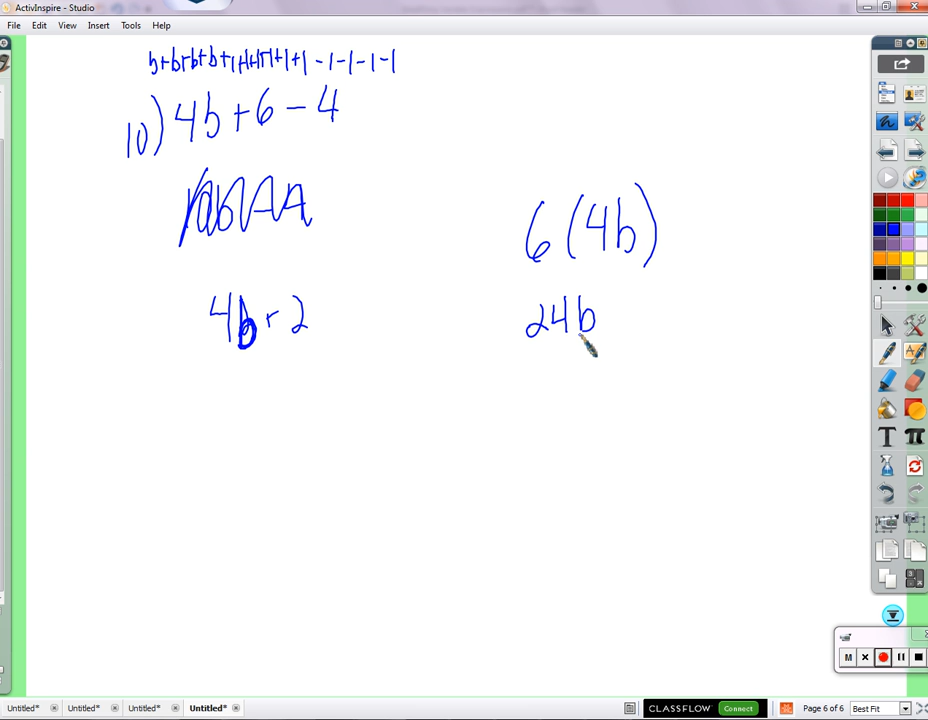 ActivInspire - Studio
File Edit View Insert Tools Help
b+b+b+b+1+1+1+1+1+1-1-1-1-1
10) 4b+6-4
6(4b)
4b+2
24b
Untitled* Untitled* Untitled* Untitled* CLASSFLOW Connect Page 6 of 6 Best Fit
M